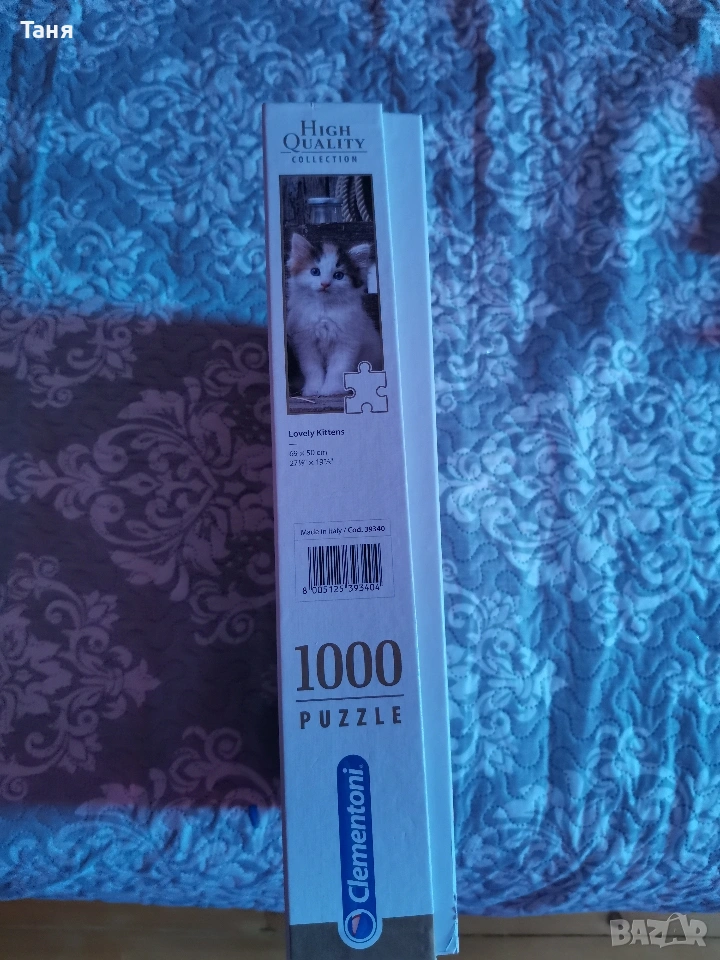 Таня
HIGH
QUALITY
COLLECTION
Lovely Kittens
69 x 50 cm
Made in Italy / Cod. 39340
8 005125 393404
1000
PUZZLE
Clementoni
BAZAR